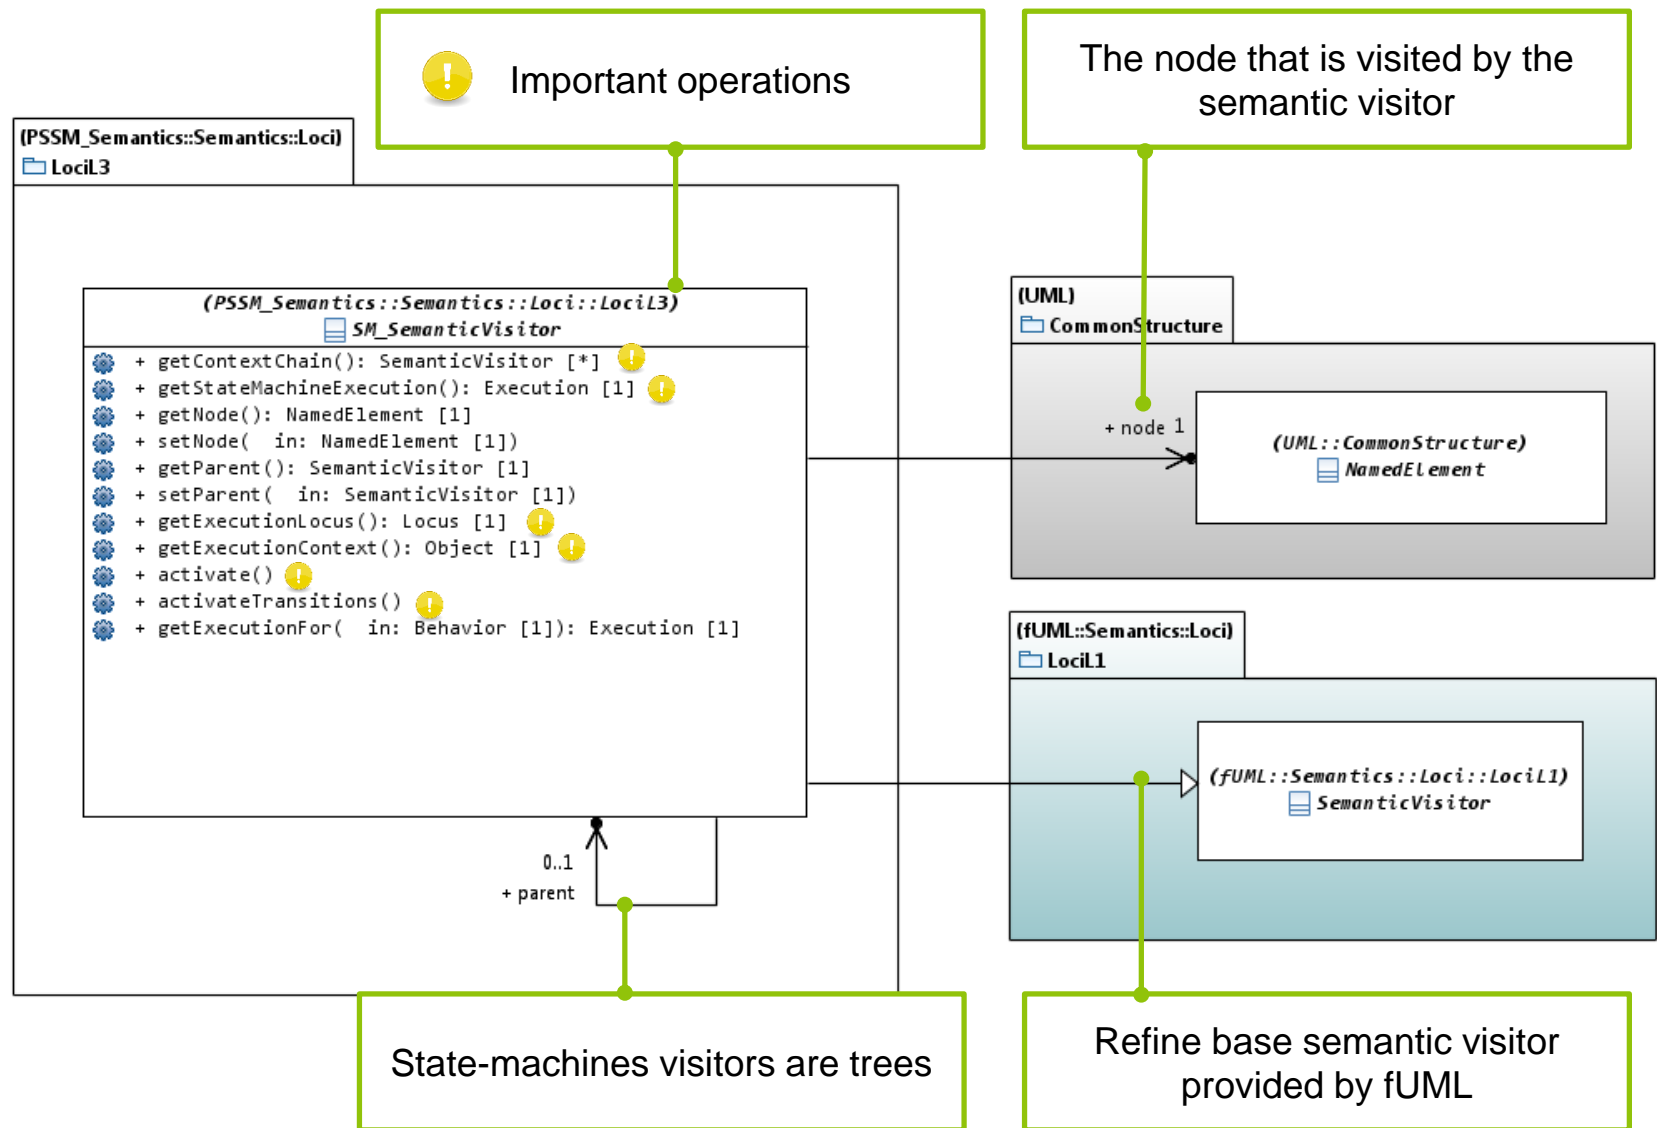 Important operations
The node that is visited by the
semantic visitor
(PSSM_Semantics::Semantics::Loci)
LociL3
(PSSM_Semantics::Semantics::Loci::LociL3)
SM_SemanticVisitor
+ getContextChain(): SemanticVisitor [*]
+ getStateMachineExecution(): Execution [1]
+ getNode(): NamedElement [1]
+ setNode( in: NamedElement [1])
+ getParent(): SemanticVisitor [1]
+ setParent( in: SemanticVisitor [1])
+ getExecutionLocus(): Locus [1]
+ getExecutionContext(): Object [1]
+ activate()
+ activateTransitions()
+ getExecutionFor( in: Behavior [1]): Execution [1]
(UML)
CommonStructure
+ node 1
(UML::CommonStructure)
NamedElement
(fUML::Semantics::Loci)
LociL1
(fUML::Semantics::Loci::LociL1)
SemanticVisitor
0..1
+ parent
State-machines visitors are trees
Refine base semantic visitor
provided by fUML